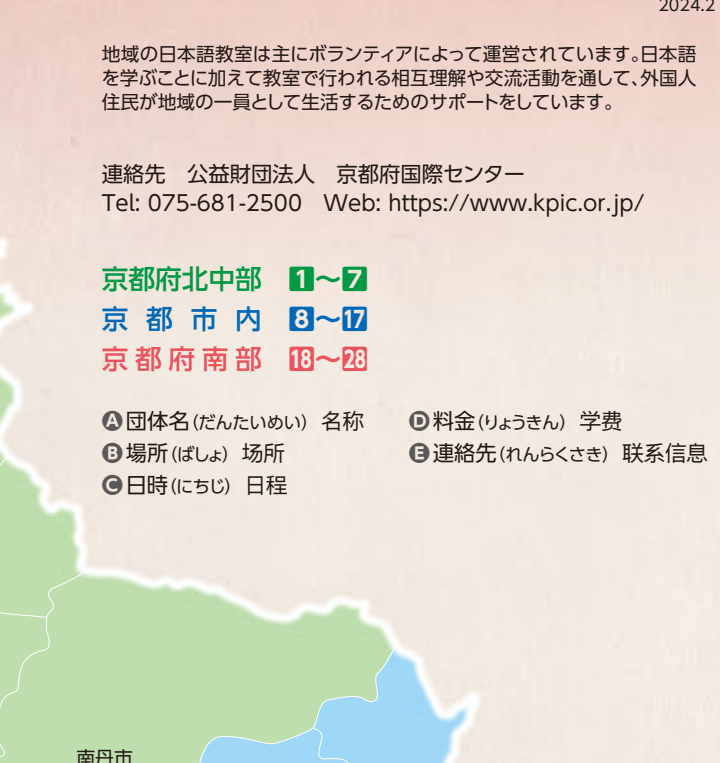 2024.2
地域の日本語教室は主にボランティアによって運営されています。日本語
を学ぶことに加えて教室で行われる相互理解や交流活動を通して、外国人
住民が地域の一員として生活するためのサポートをしています。
連絡先　公益財団法人　京都府国際センター
Tel: 075-681-2500　Web: https://www.kpic.or.jp/
京都府北中部　1〜7
京都市内　8〜17
京都府南部　18〜28
A団体名(だんたいめい) 名称　D料金(りょうきん) 学费
B場所(ばしょ) 场所　E連絡先(れんらくさき) 联系信息
C日時(にちじ) 日程
南丹市